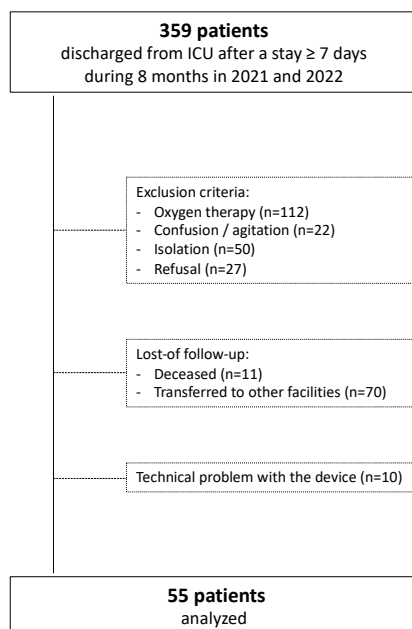 359 patients
discharged from ICU after a stay ≥ 7 days
during 8 months in 2021 and 2022
Exclusion criteria:
- Oxygen therapy (n=112)
- Confusion / agitation (n=22)
- Isolation (n=50)
- Refusal (n=27)
Lost-of follow-up:
- Deceased (n=11)
- Transferred to other facilities (n=70)
Technical problem with the device (n=10)
55 patients
analyzed